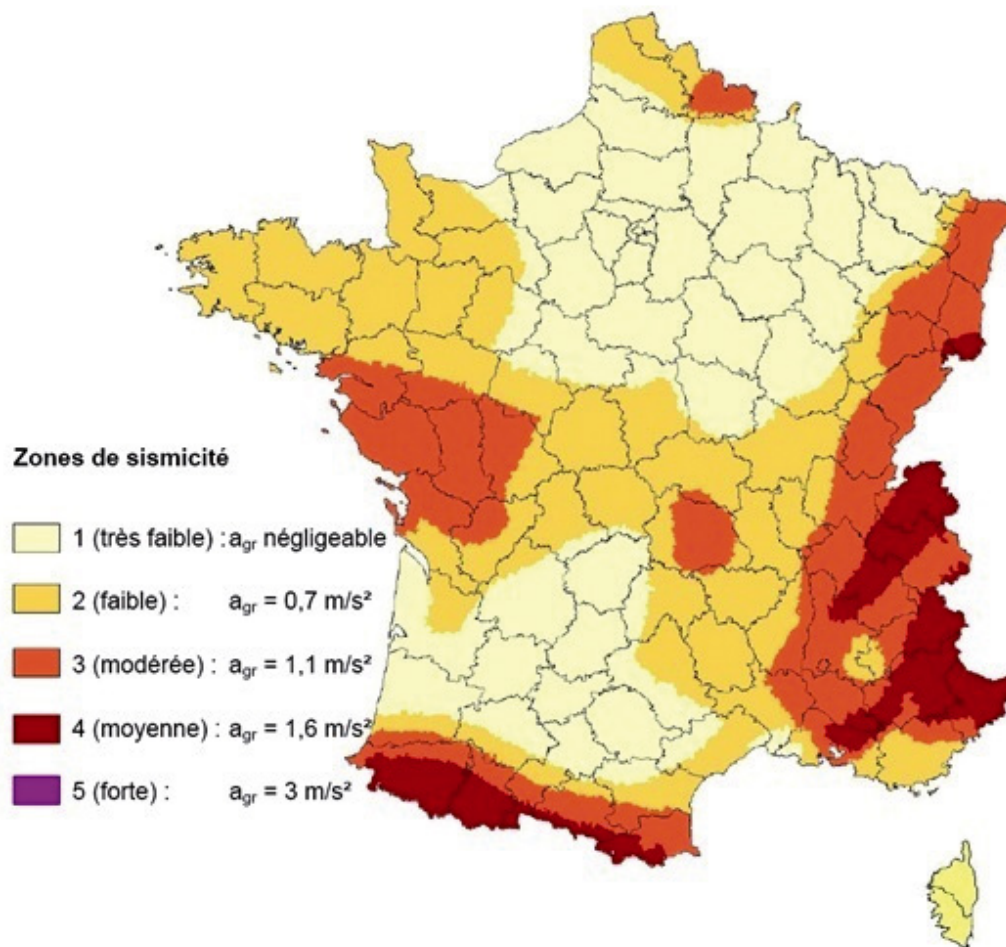 Zones de sismicité
1 (très faible) : agr négligeable
2 (faible) : agr = 0,7 m/s²
3 (modérée) : agr = 1,1 m/s²
4 (moyenne) : agr = 1,6 m/s²
5 (forte) : agr = 3 m/s²